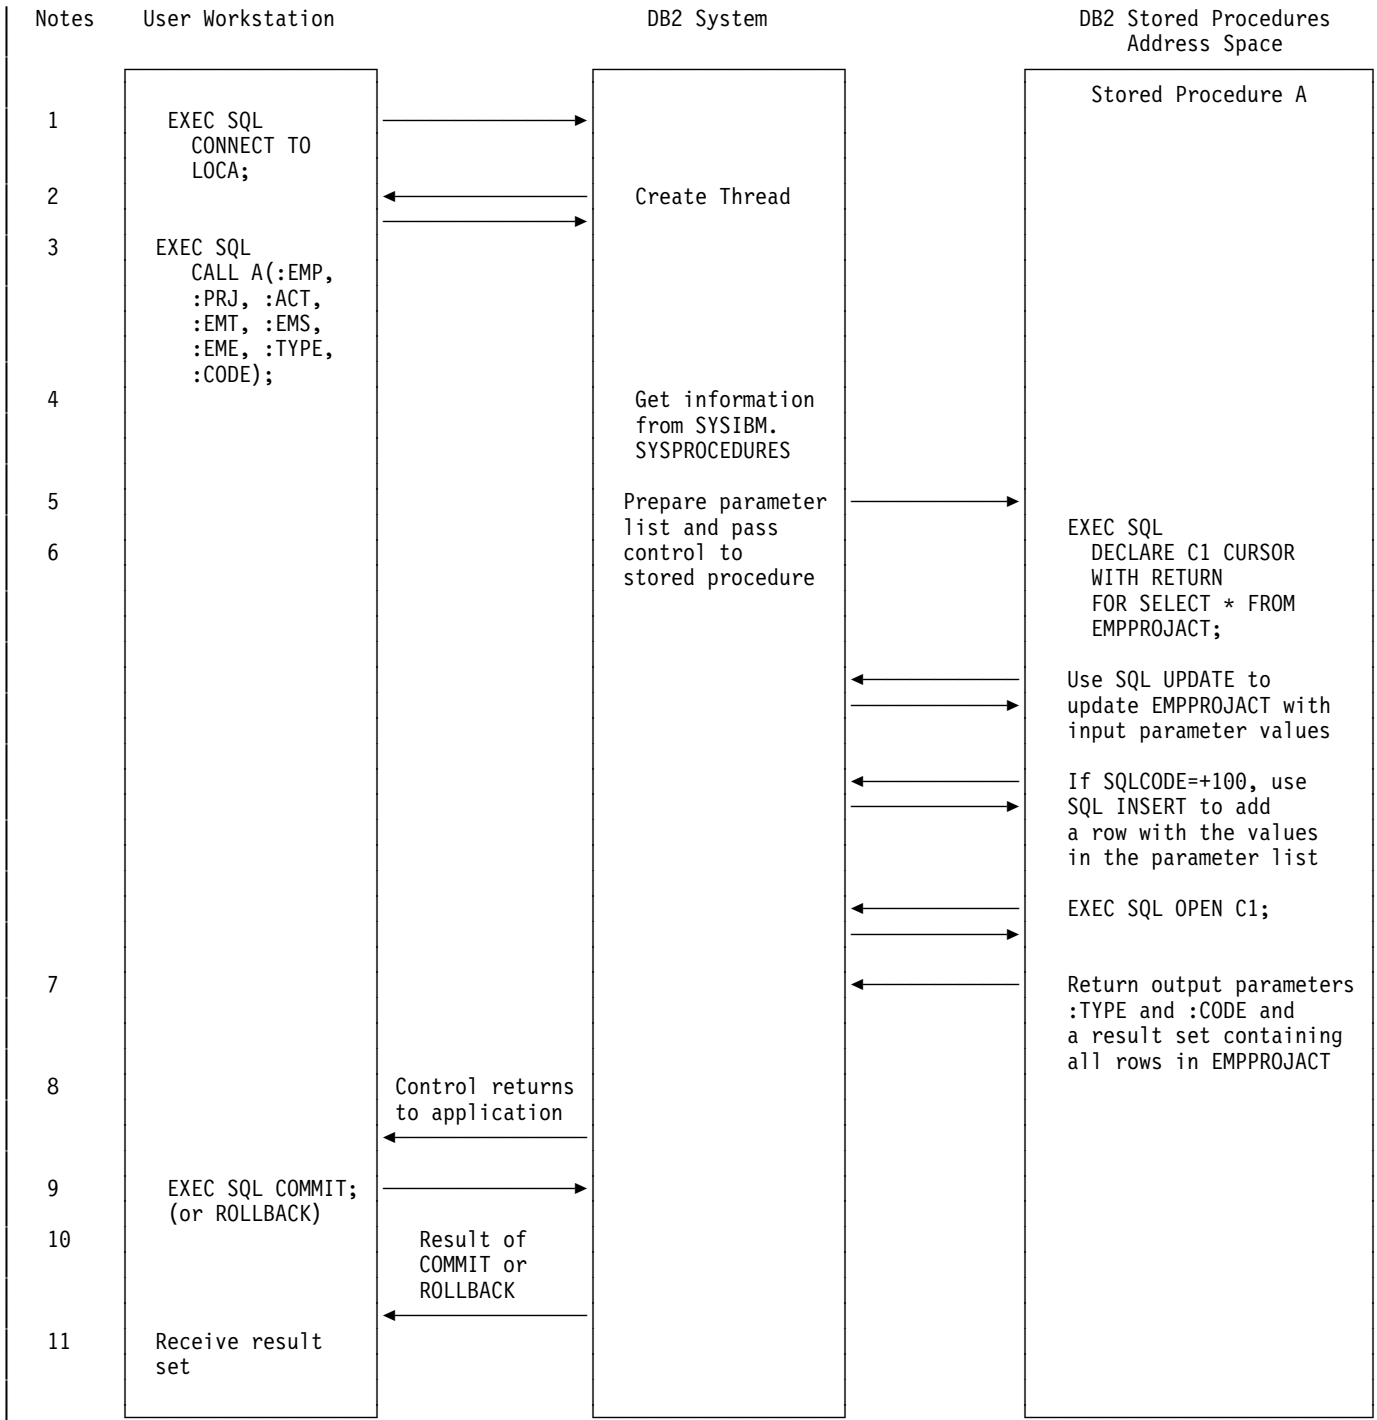 Notes User Workstation DB2 System DB2 Stored Procedures
Address Space
Stored Procedure A
1 EXEC SQL
CONNECT TO
LOCA;
2 Create Thread
3 EXEC SQL
CALL A(:EMP,
:PRJ, :ACT,
:EMT, :EMS,
:EME, :TYPE,
:CODE);
4 Get information
from SYSIBM.
SYSPROCEDURES
5 Prepare parameter
list and pass EXEC SQL
6 control to DECLARE C1 CURSOR
stored procedure WITH RETURN
FOR SELECT * FROM
EMPPROJACT;
Use SQL UPDATE to
update EMPPROJACT with
input parameter values
If SQLCODE=+100, use
SQL INSERT to add
a row with the values
in the parameter list
EXEC SQL OPEN C1;
7 Return output parameters
:TYPE and :CODE and
a result set containing
all rows in EMPPROJACT
8 Control returns
to application
9 EXEC SQL COMMIT;
(or ROLLBACK)
10 Result of
COMMIT or
ROLLBACK
11 Receive result
set